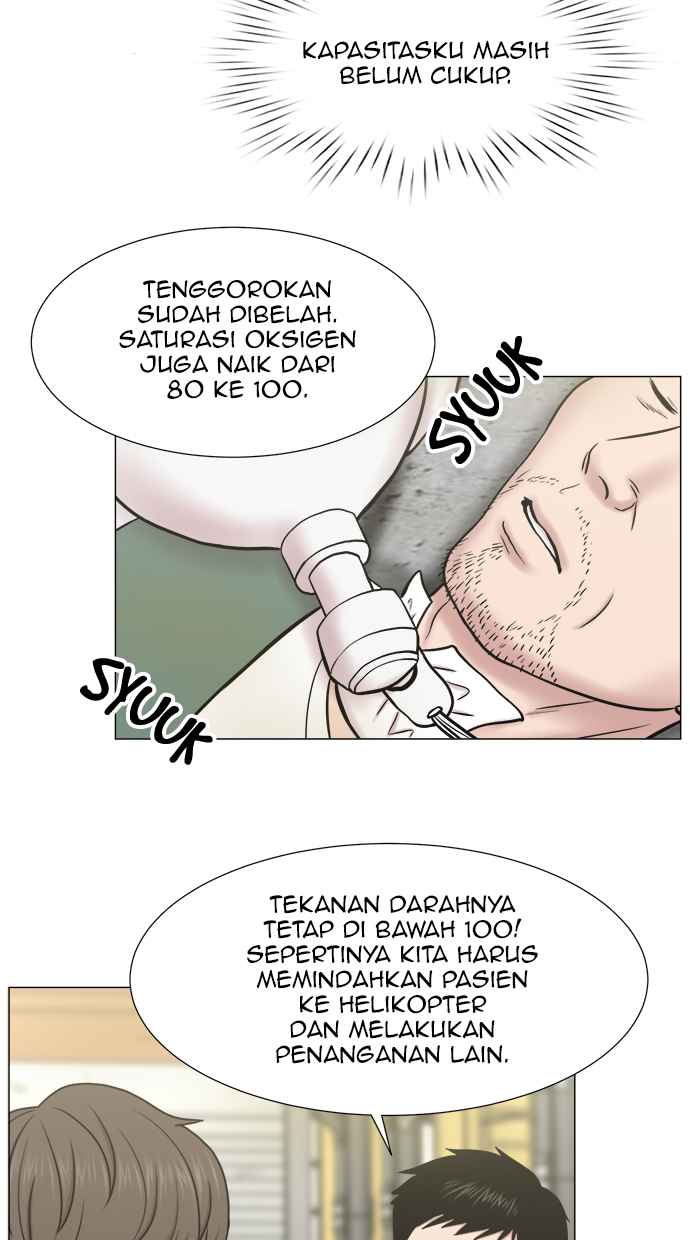 KAPASITASKU MASIH
BELUM CUKUP.
TENGGOROKAN
SUDAH DIBELAH.
SATURASI OKSIGEN
JUGA NAIK DARI
80 KE 100.
SYUUK
SYUUK
TEKANAN DARAHNYA
TETAP DI BAWAH 100!
SEPERTINYA KITA HARUS
MEMINDAHKAN PASIEN
KE HELIKOPTER
DAN MELAKUKAN
PENANGANAN LAIN.